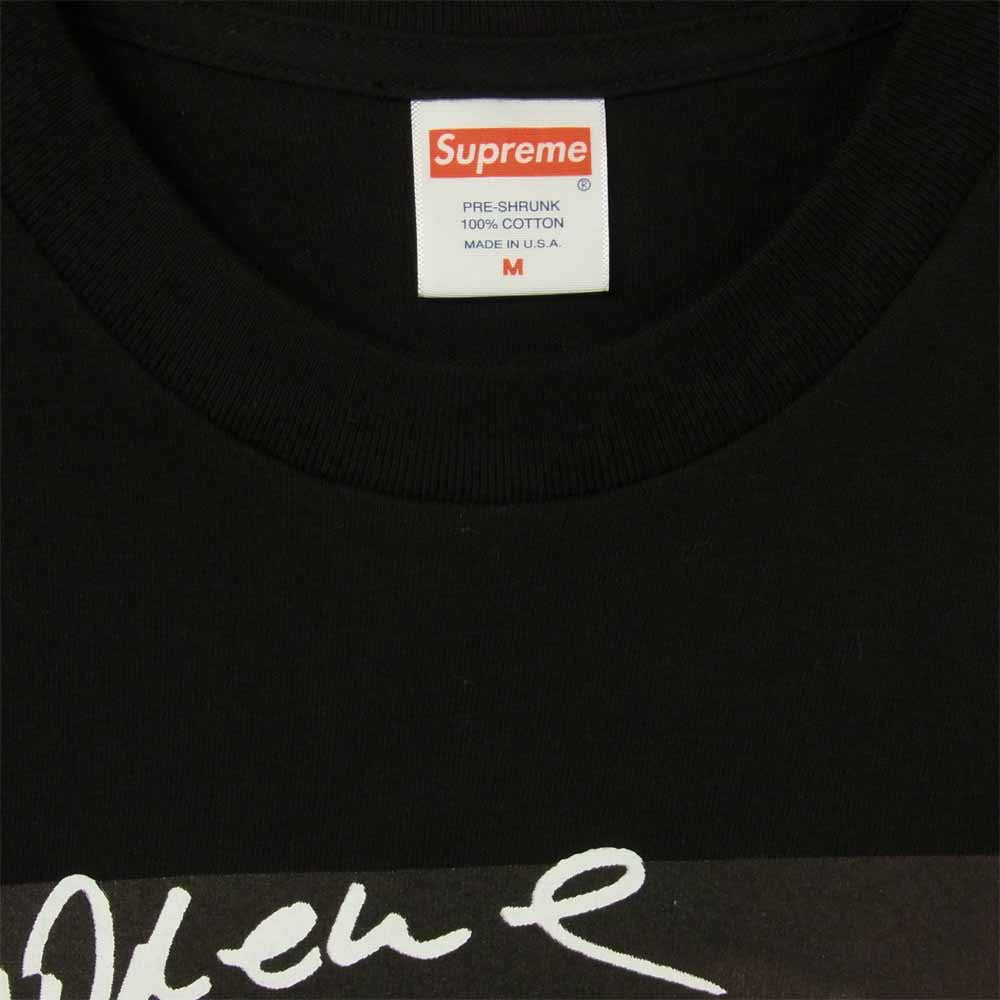 Supreme
®
PRE-SHRUNK
100% COTTON
MADE IN U.S.A.
M